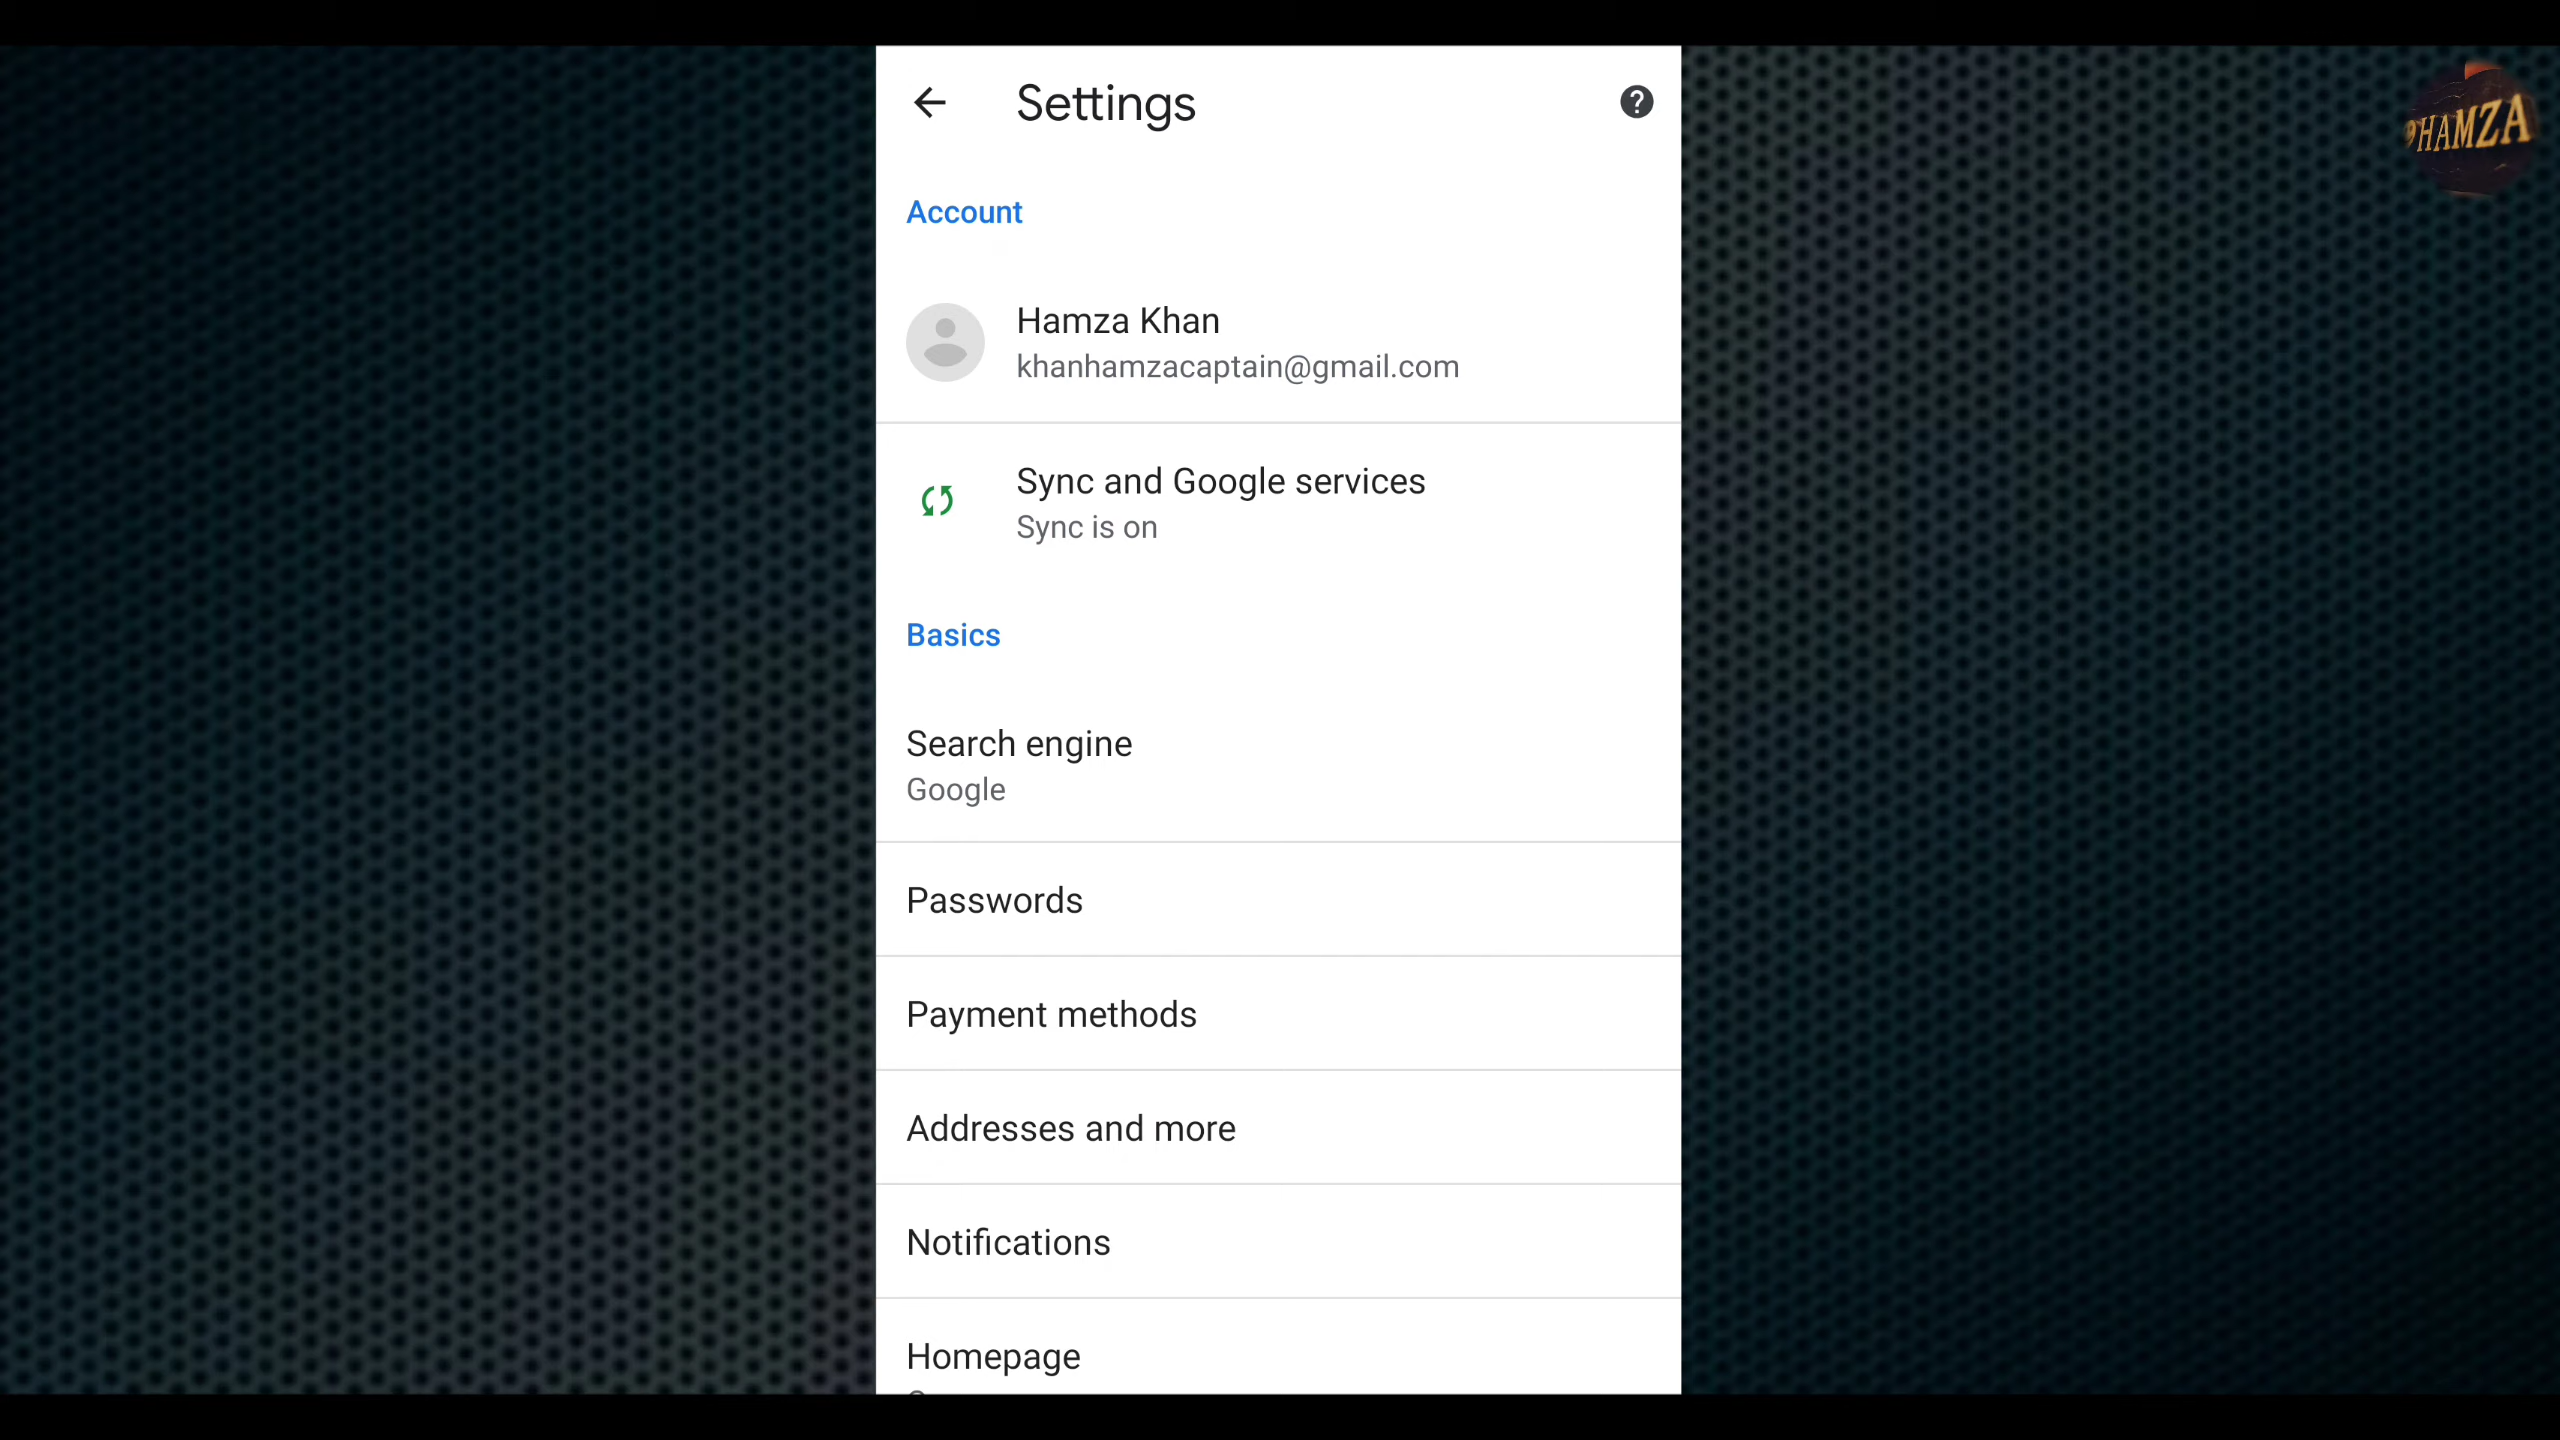 Settings
HAMZA
Account
Hamza Khan
khanhamzacaptain@gmail.com
Sync and Google services
Sync is on
Basics
Search engine
Google
Passwords
Payment methods
Addresses and more
Notifications
Homepage